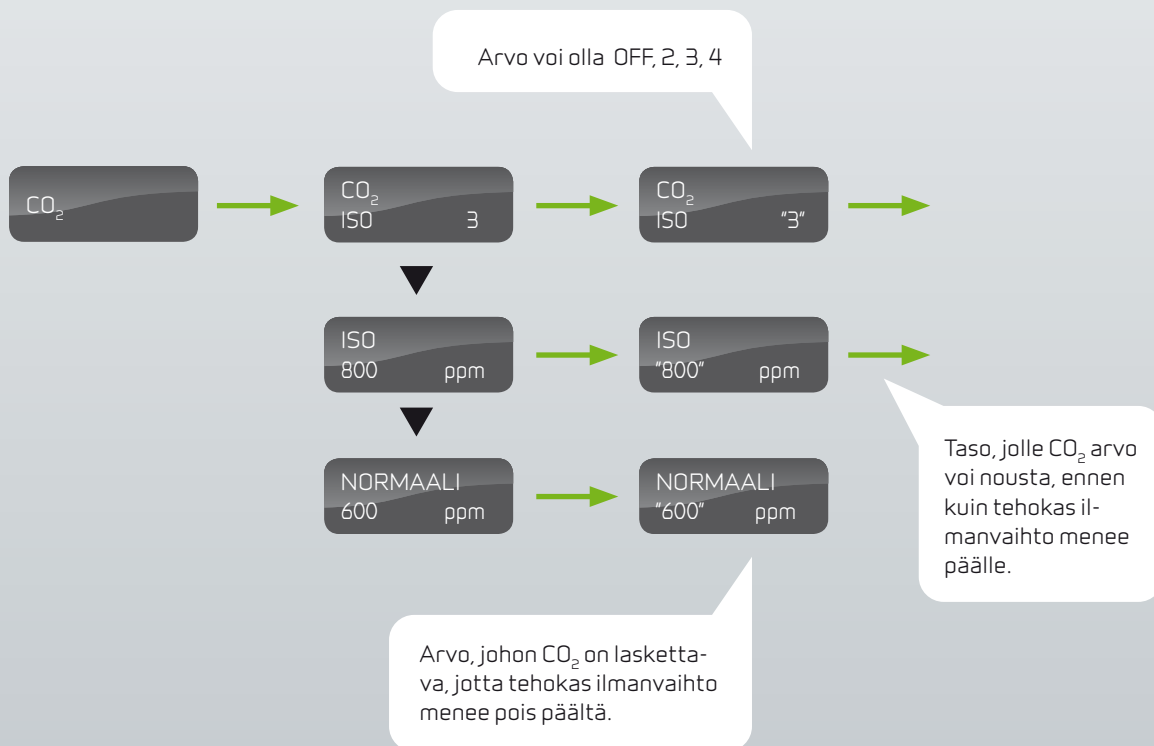 Arvo voi olla OFF, 2, 3, 4
CO₂
CO₂
ISO 3
CO₂
ISO "3"
ISO
800 ppm
ISO
"800" ppm
NORMAALI
600 ppm
NORMAALI
"600" ppm
Taso, jolle CO₂ arvo
voi nousta, ennen
kuin tehokas il-
manvaihto menee
päälle.
Arvo, johon CO₂ on laskett­a-
va, jotta tehokas ilmanvaihto
menee pois päältä.